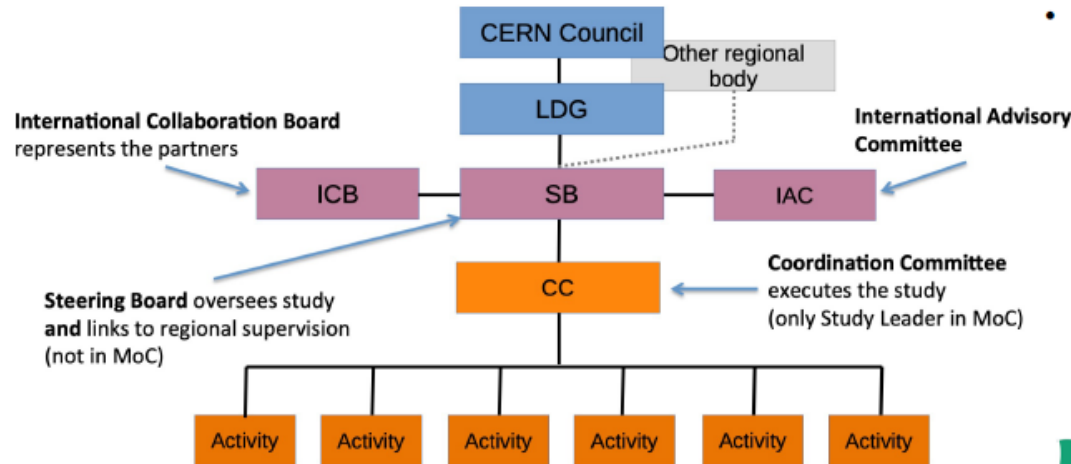 CERN Council
Other regional
body
LDG
International Collaboration Board
represents the partners
International Advisory
Committee
ICB
SB
IAC
Steering Board oversees study
and links to regional supervision
(not in MoC)
CC
Coordination Committee
executes the study
(only Study Leader in MoC)
Activity
Activity
Activity
Activity
Activity
Activity